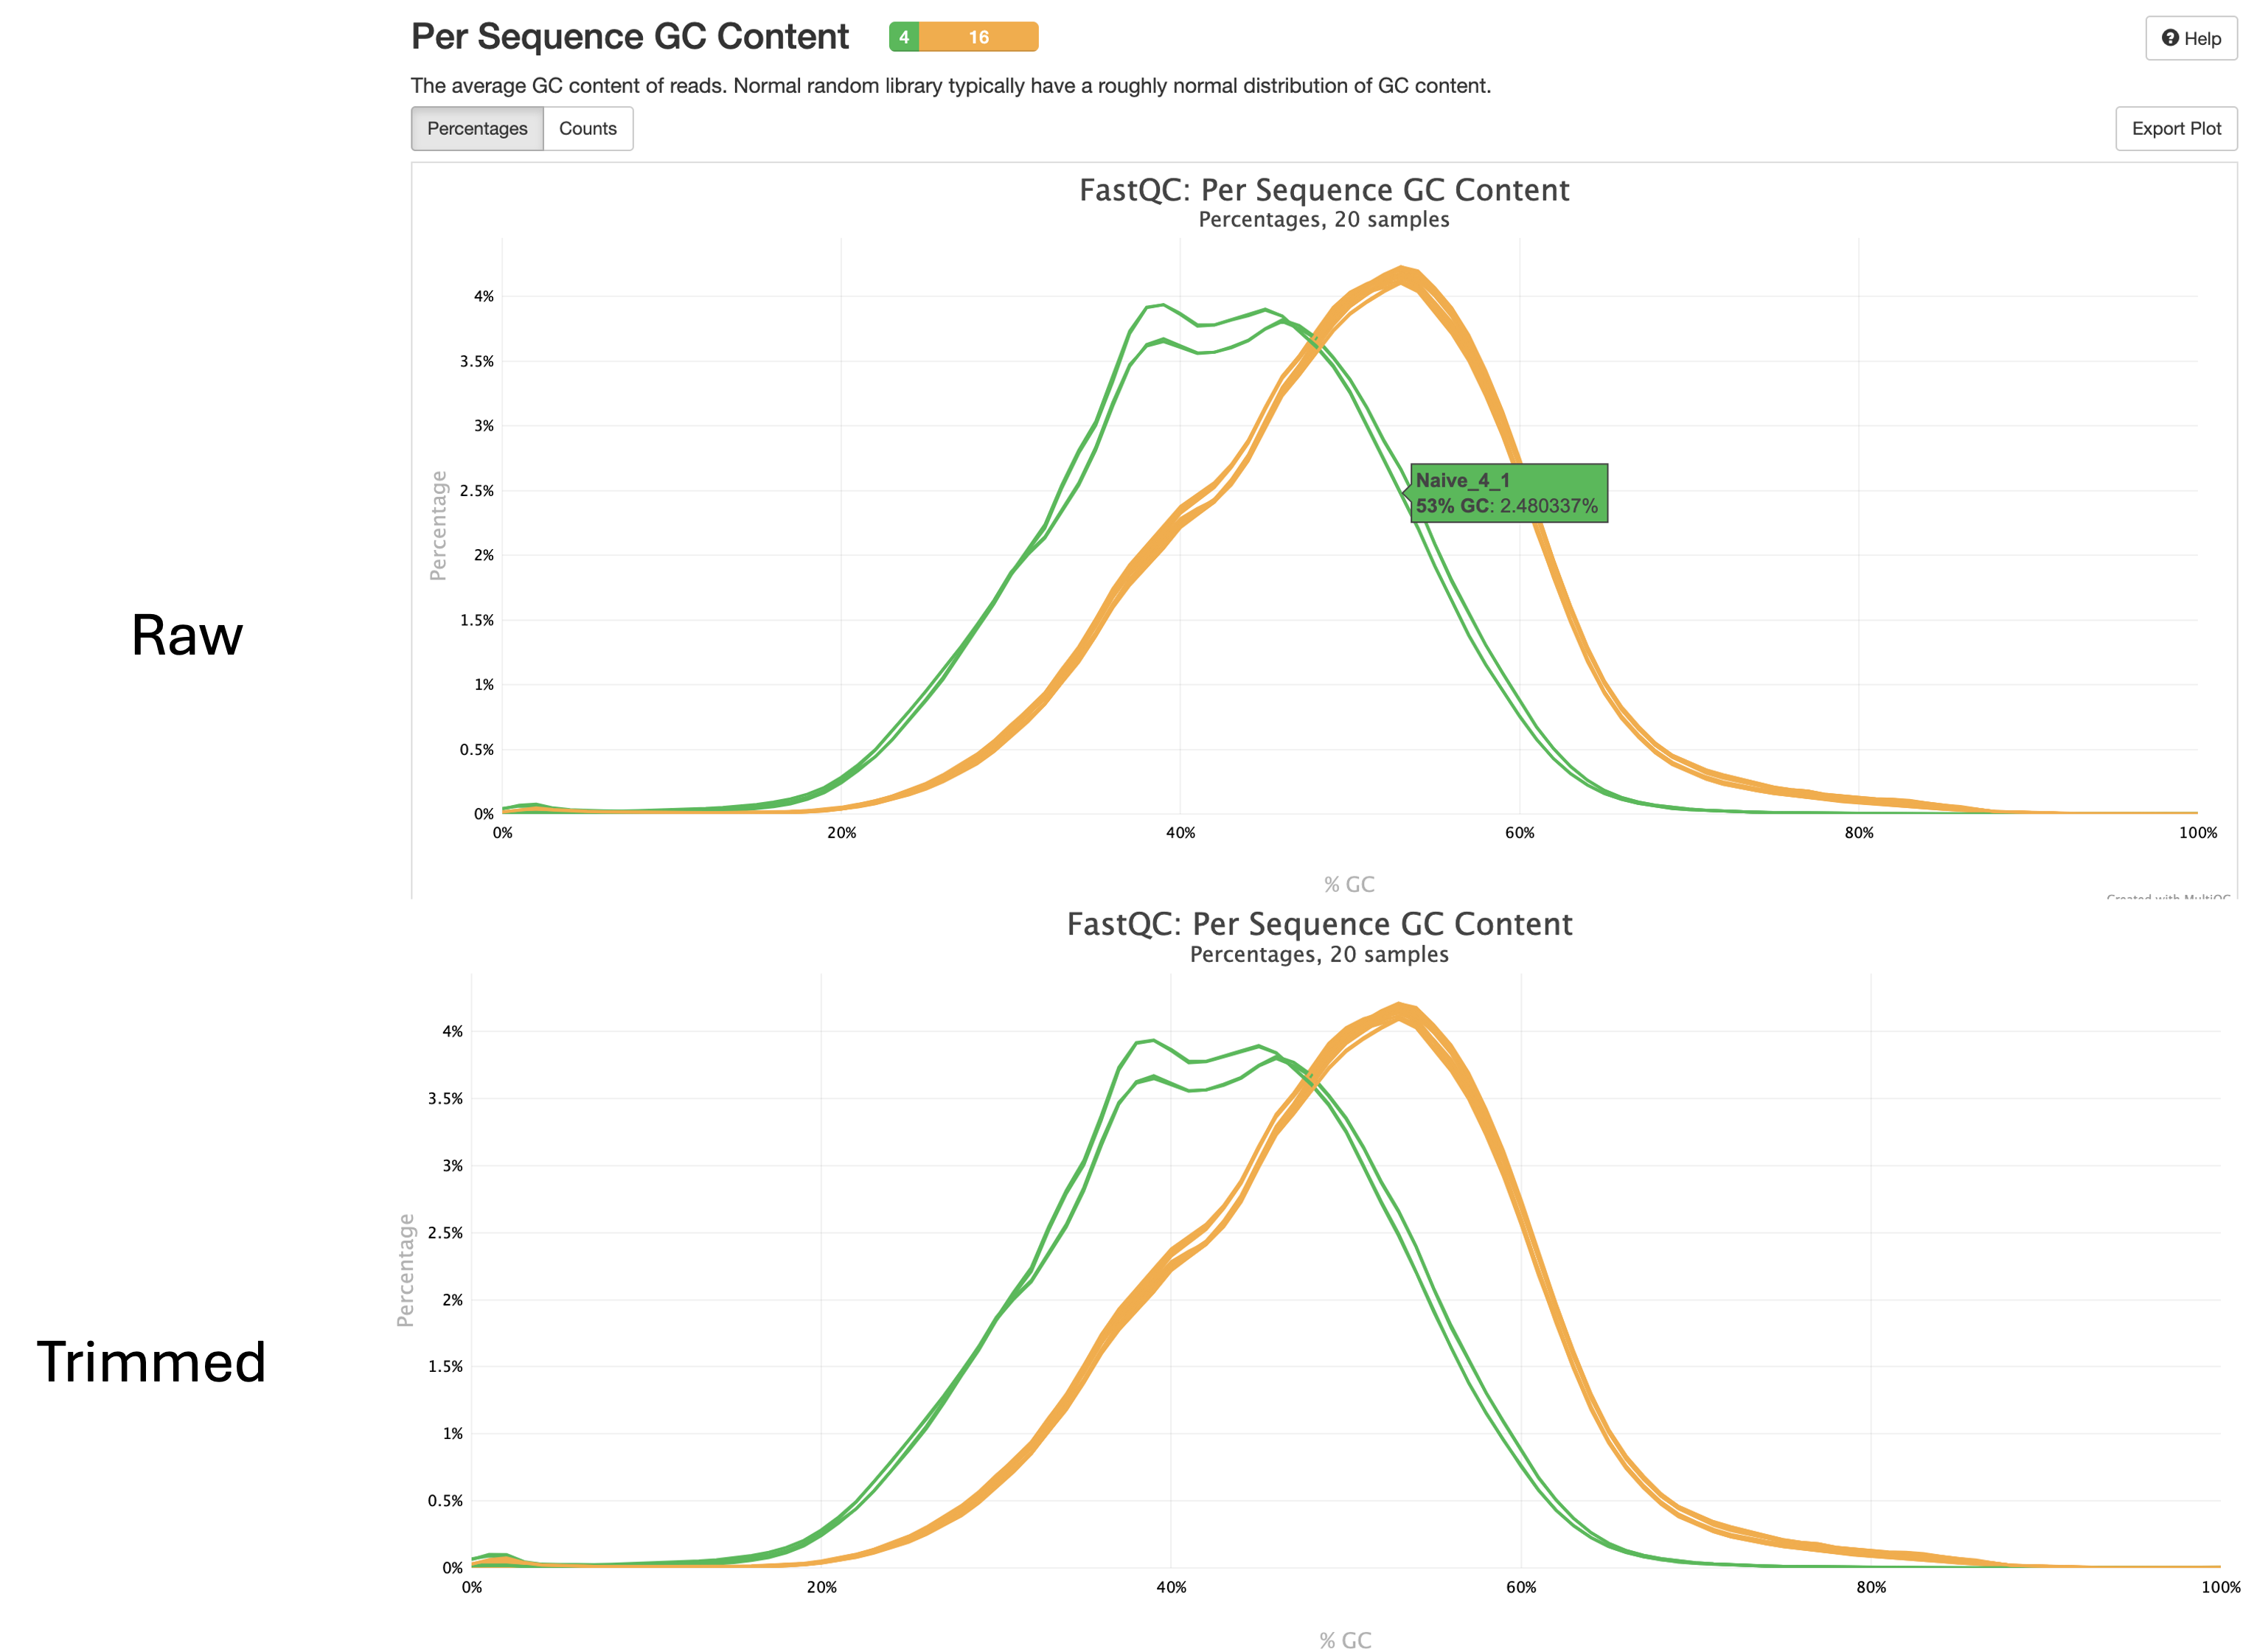 Per Sequence GC Content 4 16
Help
The average GC content of reads. Normal random library typically have a roughly normal distribution of GC content.
Percentages Counts
Export Plot
FastQC: Per Sequence GC Content
Percentages, 20 samples
4%
3.5%
3%
2.5%
2%
1.5%
1%
0.5%
0%
Percentage
Naive_4_1
53% GC: 2.480337%
0% 20% 40% 60% 80% 100%
% GC
Created with MultiQC
Raw
FastQC: Per Sequence GC Content
Percentages, 20 samples
4%
3.5%
3%
2.5%
2%
1.5%
1%
0.5%
0%
Percentage
0% 20% 40% 60% 80% 100%
% GC
Trimmed